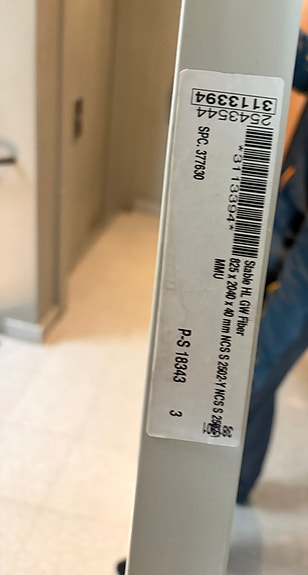 3113394
2543544
*3113394*
Stable HL GW Fiber
825 x 2040 x 40 mm NCS S 2502-Y NCS S
MMU
SPC. 377630
P-S 18343
3